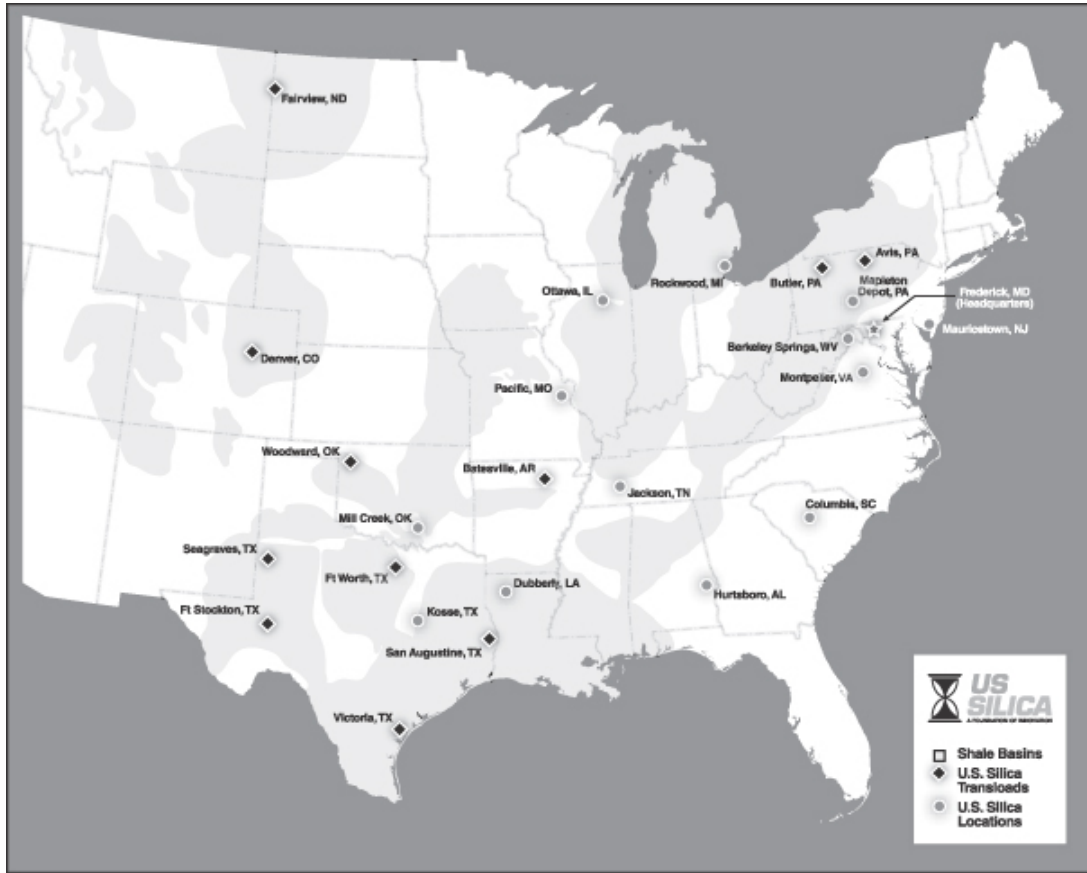 Fairview, ND
Avis, PA
Butler, PA
Mapleton
Depot, PA
Rockwood, MI
Ottawa, IL
Frederick, MD
(Headquarters)
Mauricetown, NJ
Berkeley Springs, WV
Denver, CO
Montpelier, VA
Pacific, MO
Woodward, OK
Batesville, AR
Jackson, TN
Columbia, SC
Mill Creek, OK
Seagraves, TX
Ft Worth, TX
Dubberly, LA
Hurtsboro, AL
Ft Stockton, TX
Kosse, TX
San Augustine, TX
Victoria, TX
US
SILICA
A FOUNDATION OF INNOVATION
Shale Basins
U.S. Silica
Transloads
U.S. Silica
Locations